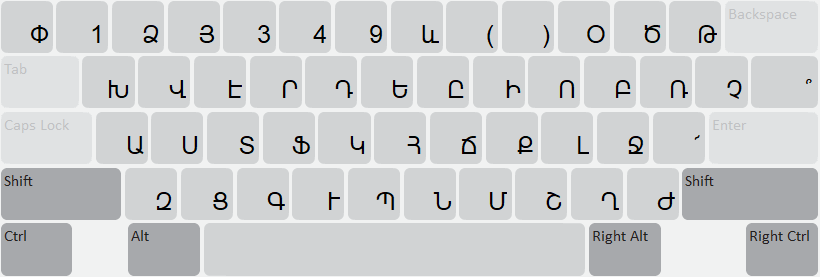 Փ 1 Ձ Յ 3 4 9 և ( ) Օ Ծ Թ Backspace
Tab Խ Վ Է Ր Դ Ե Ը Ի Ո Բ Ռ Չ ՞
Caps Lock Ա Ս Տ Ֆ Կ Հ Ճ Ք Լ Ջ ՛ Enter
Shift Զ Ց Գ Ւ Պ Ն Մ Շ Ղ Ժ Shift
Ctrl Alt Right Alt Right Ctrl